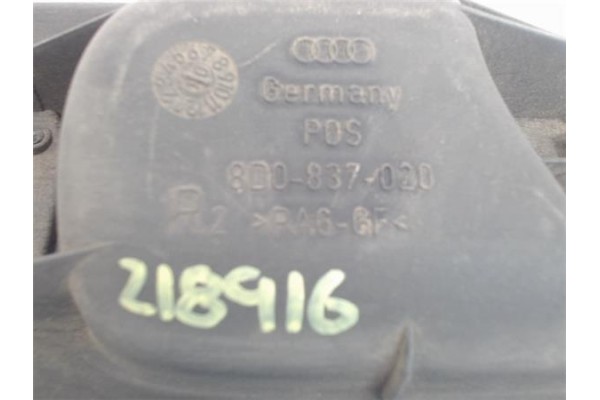 Germany
PDS
8D0-837-020
>PA6-GF<
218916